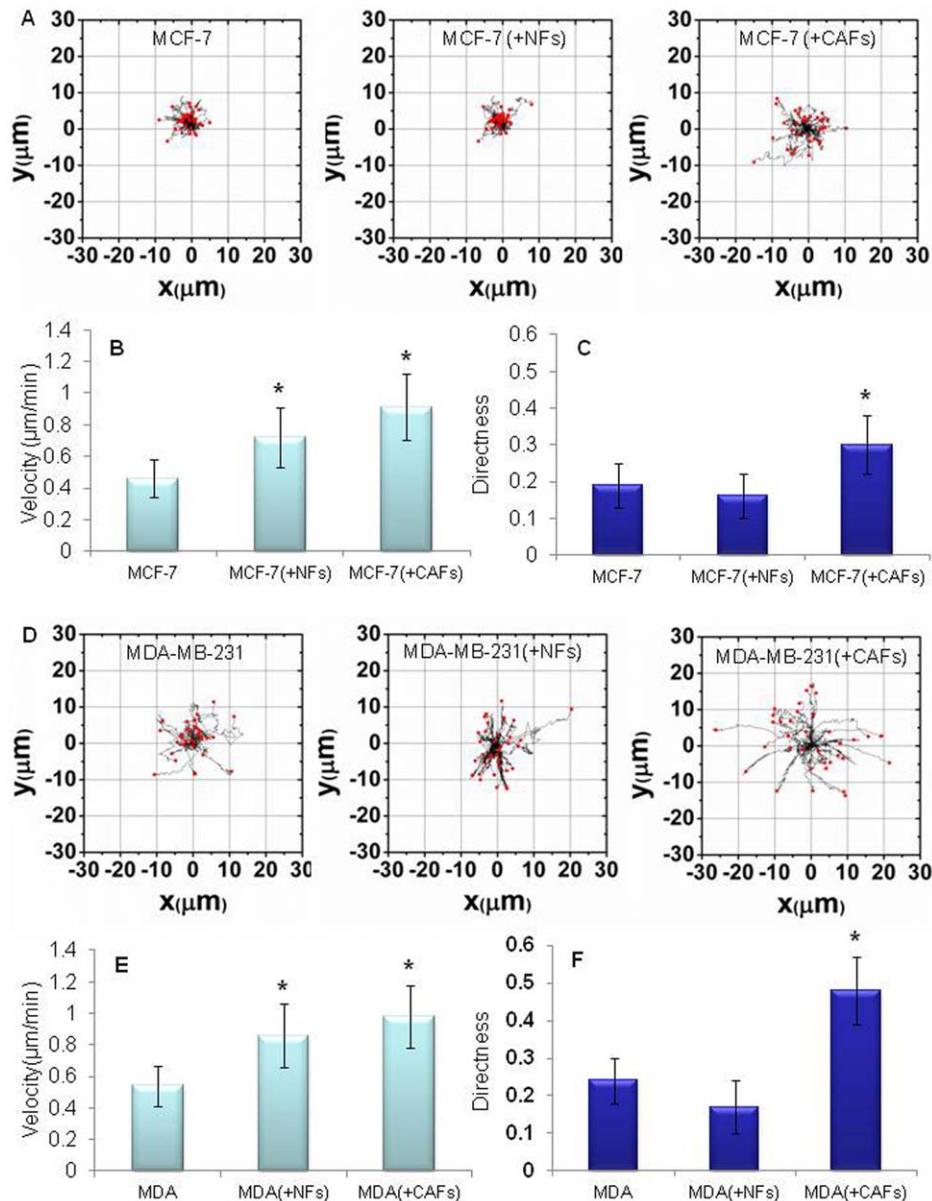 A
MCF-7
MCF-7 (+NFs)
MCF-7 (+CAFs)
30
20
10
0
-10
-20
-30
y(μm)
-30 -20 -10 0 10 20 30
x(μm)
30
20
10
0
-10
-20
-30
y(μm)
-30 -20 -10 0 10 20 30
x(μm)
30
20
10
0
-10
-20
-30
y(μm)
-30 -20 -10 0 10 20 30
x(μm)
B
Velocity (μm/min)
1.4
1.2
1
0.8
0.6
0.4
0.2
0
*
*
MCF-7 MCF-7(+NFs) MCF-7(+CAFs)
C
Directness
0.6
0.5
0.4
0.3
0.2
0.1
0
*
MCF-7 MCF-7(+NFs) MCF-7(+CAFs)
D
MDA-MB-231
MDA-MB-231(+NFs)
MDA-MB-231(+CAFs)
30
20
10
0
-10
-20
-30
y(μm)
-30 -20 -10 0 10 20 30
x(μm)
30
20
10
0
-10
-20
-30
y(μm)
-30 -20 -10 0 10 20 30
x(μm)
30
20
10
0
-10
-20
-30
y(μm)
-30 -20 -10 0 10 20 30
x(μm)
E
Velocity(μm/min)
1.4
1.2
1
0.8
0.6
0.4
0.2
0
*
*
MDA MDA(+NFs) MDA(+CAFs)
F
Directness
0.6
0.5
0.4
0.3
0.2
0.1
0
*
MDA MDA(+NFs) MDA(+CAFs)